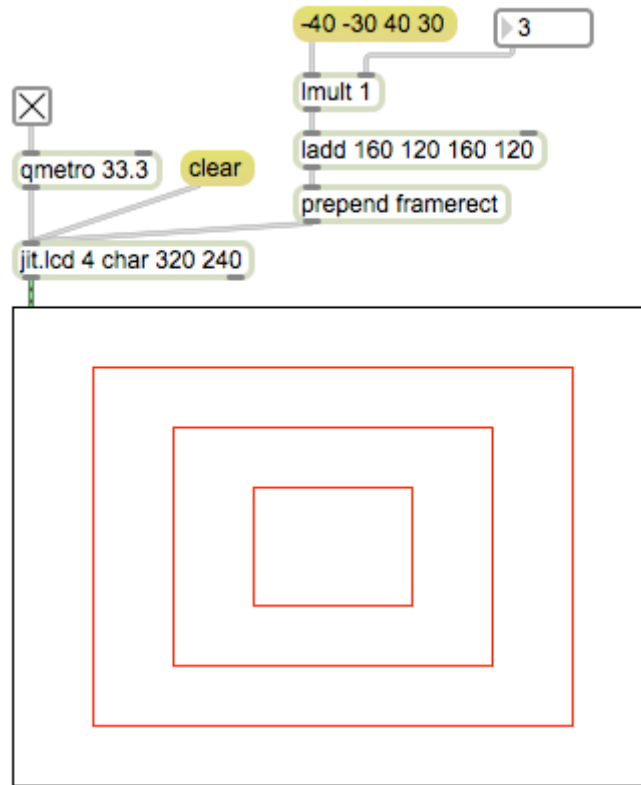 -40 -30 40 30
3
lmult 1
ladd 160 120 160 120
qmetro 33.3
clear
prepend framerect
jit.lcd 4 char 320 240